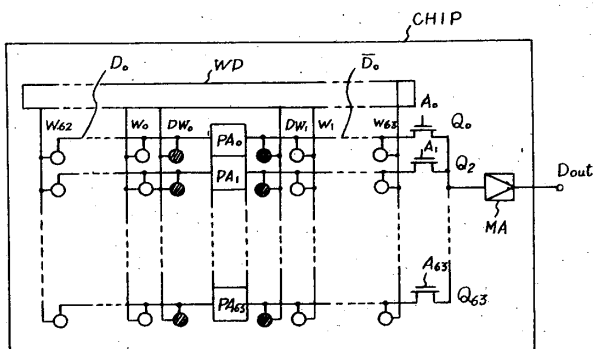 CHIP
D₀ WD D̄₀
W₆₂ W₀ DW₀ DW₁ W₁ W₆₃ A₀ Q₀
PA₀
PA₁ A₁ Q₂
Dout
MA
A₆₃
PA₆₃ Q₆₃